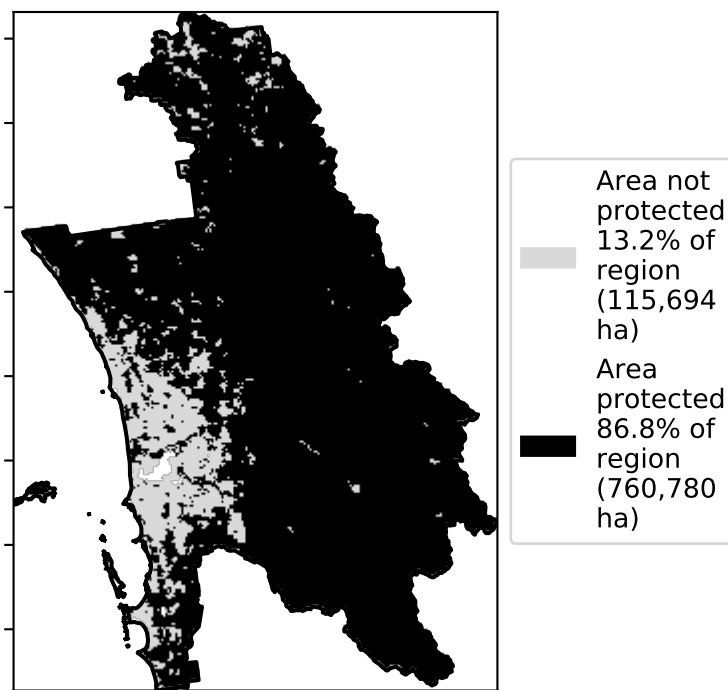 Area not
protected
13.2% of
region
(115,694
ha)
Area
protected
86.8% of
region
(760,780
ha)